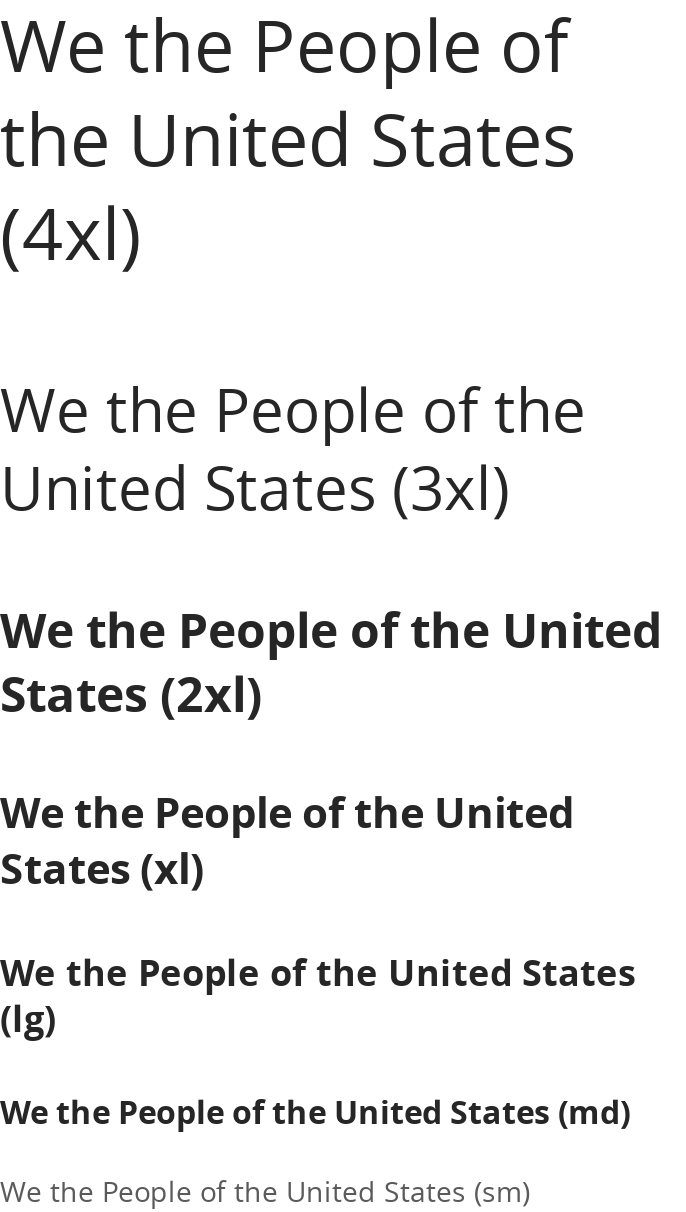 We the People of
the United States
(4xl)
We the People of the
United States (3xl)
We the People of the United
States (2xl)
We the People of the United
States (xl)
We the People of the United States
(lg)
We the People of the United States (md)
We the People of the United States (sm)